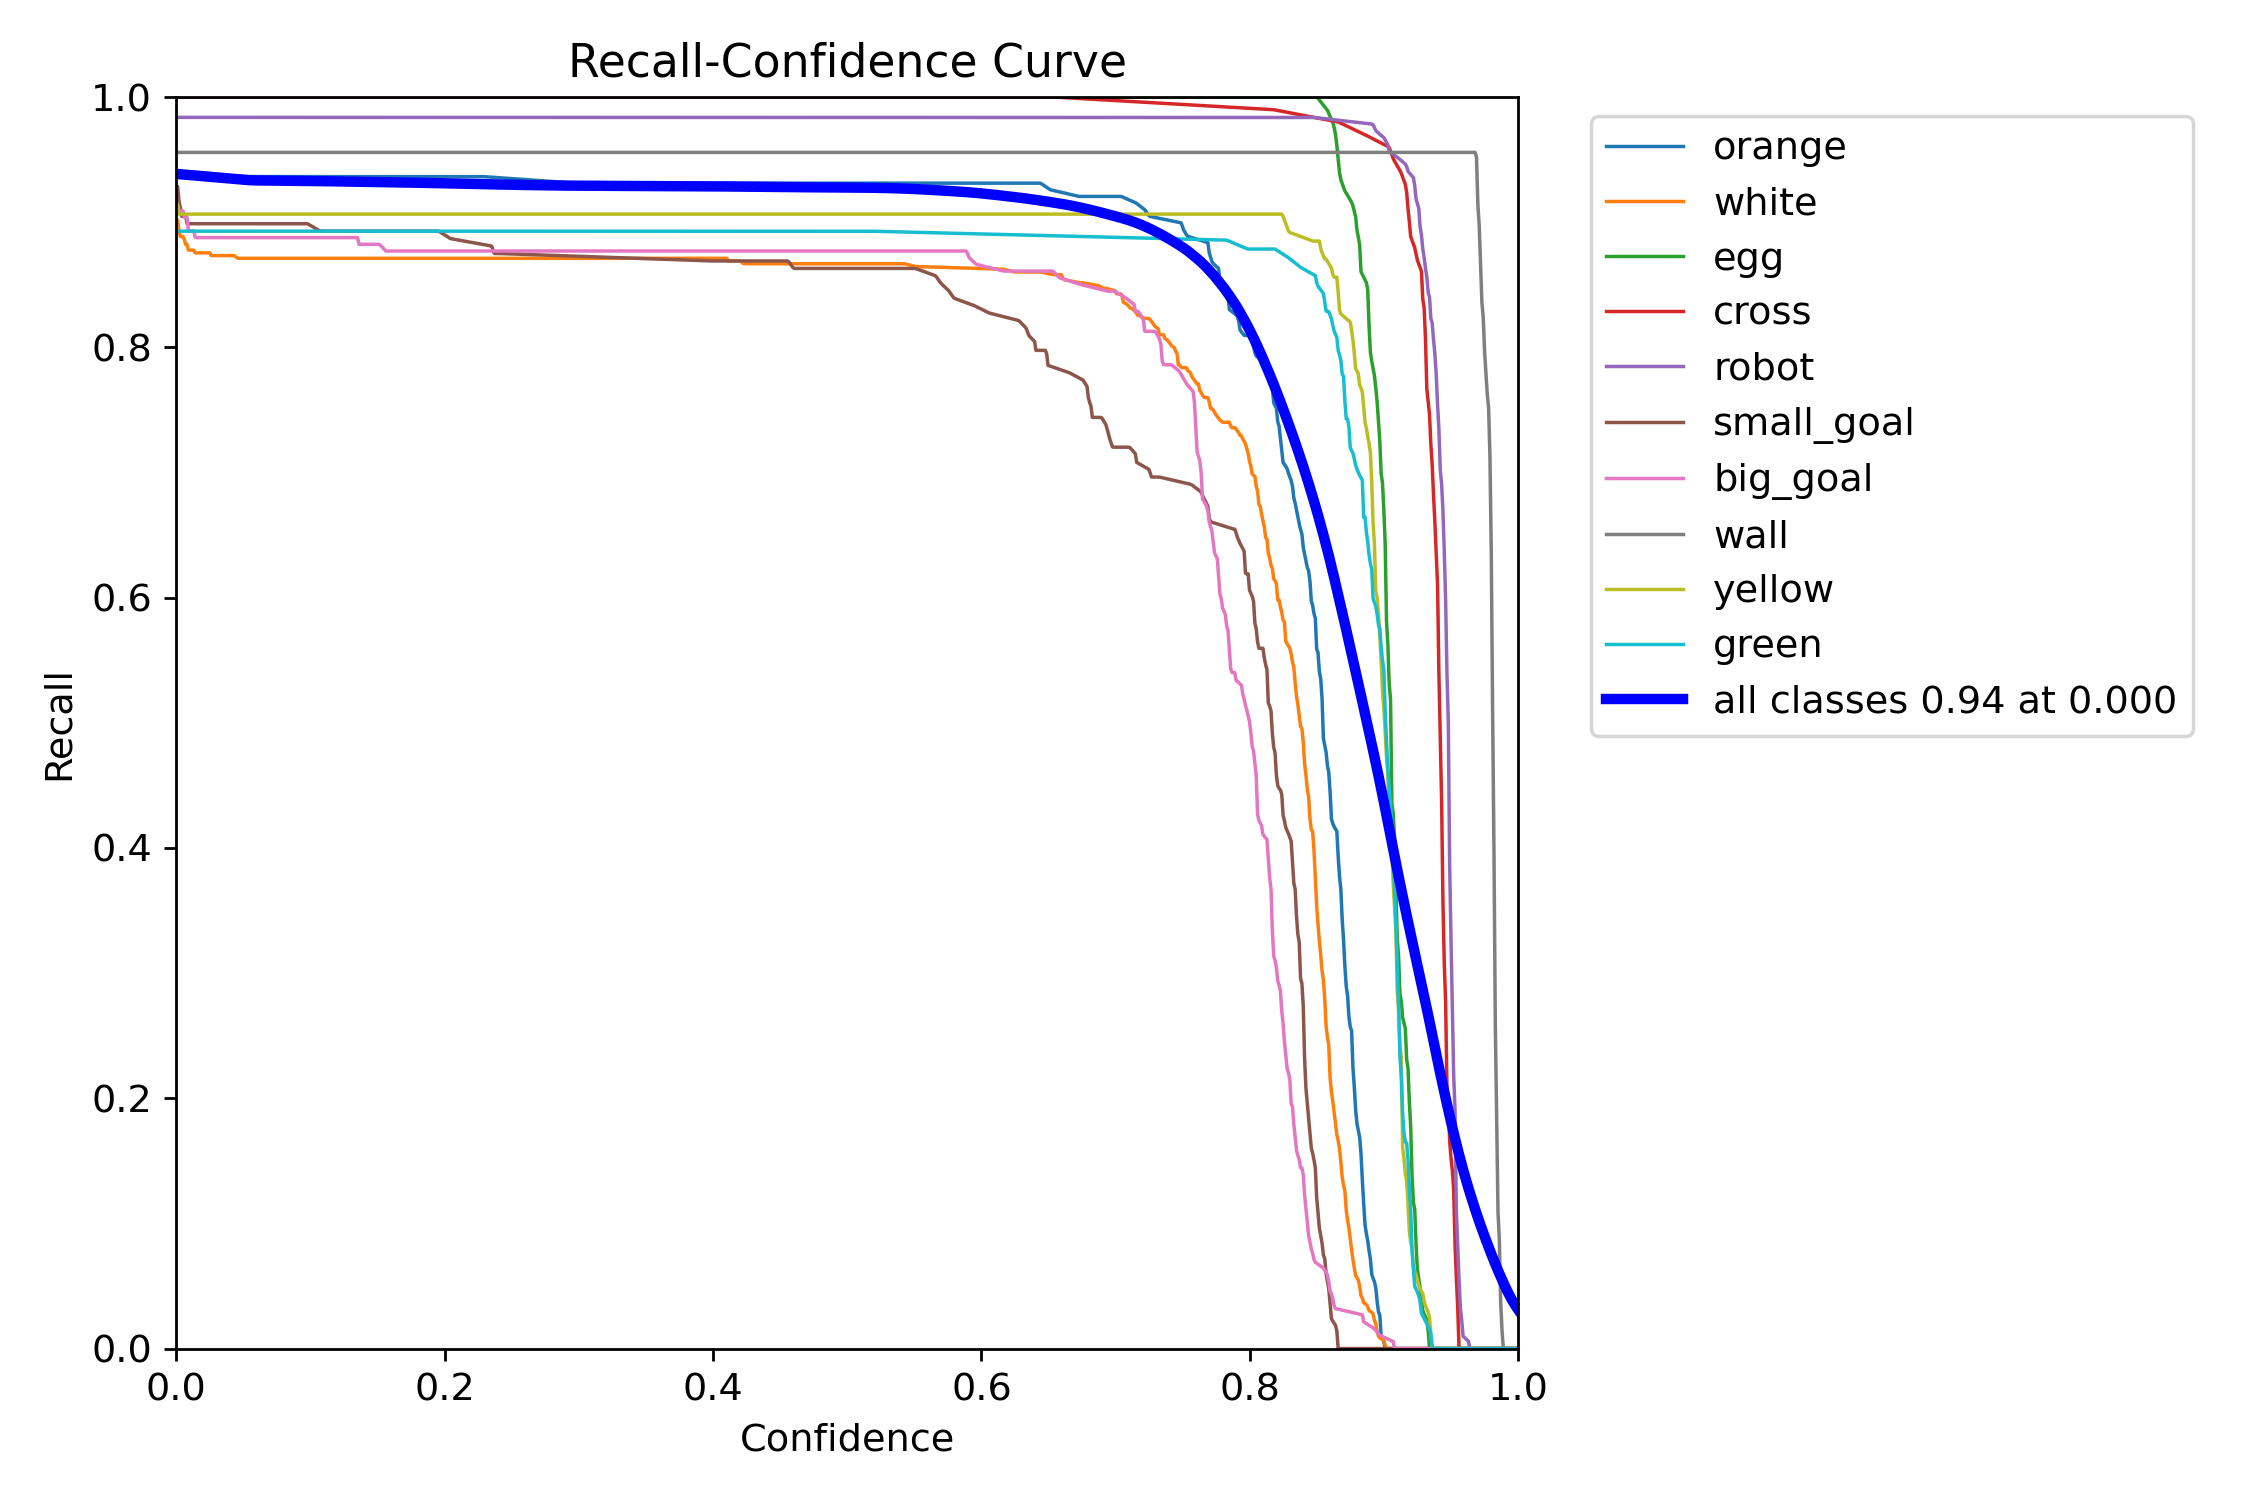 Recall-Confidence Curve
1.0
0.8
0.6
0.4
0.2
0.0
Recall
0.0 0.2 0.4 0.6 0.8 1.0
Confidence
orange
white
egg
cross
robot
small_goal
big_goal
wall
yellow
green
all classes 0.94 at 0.000